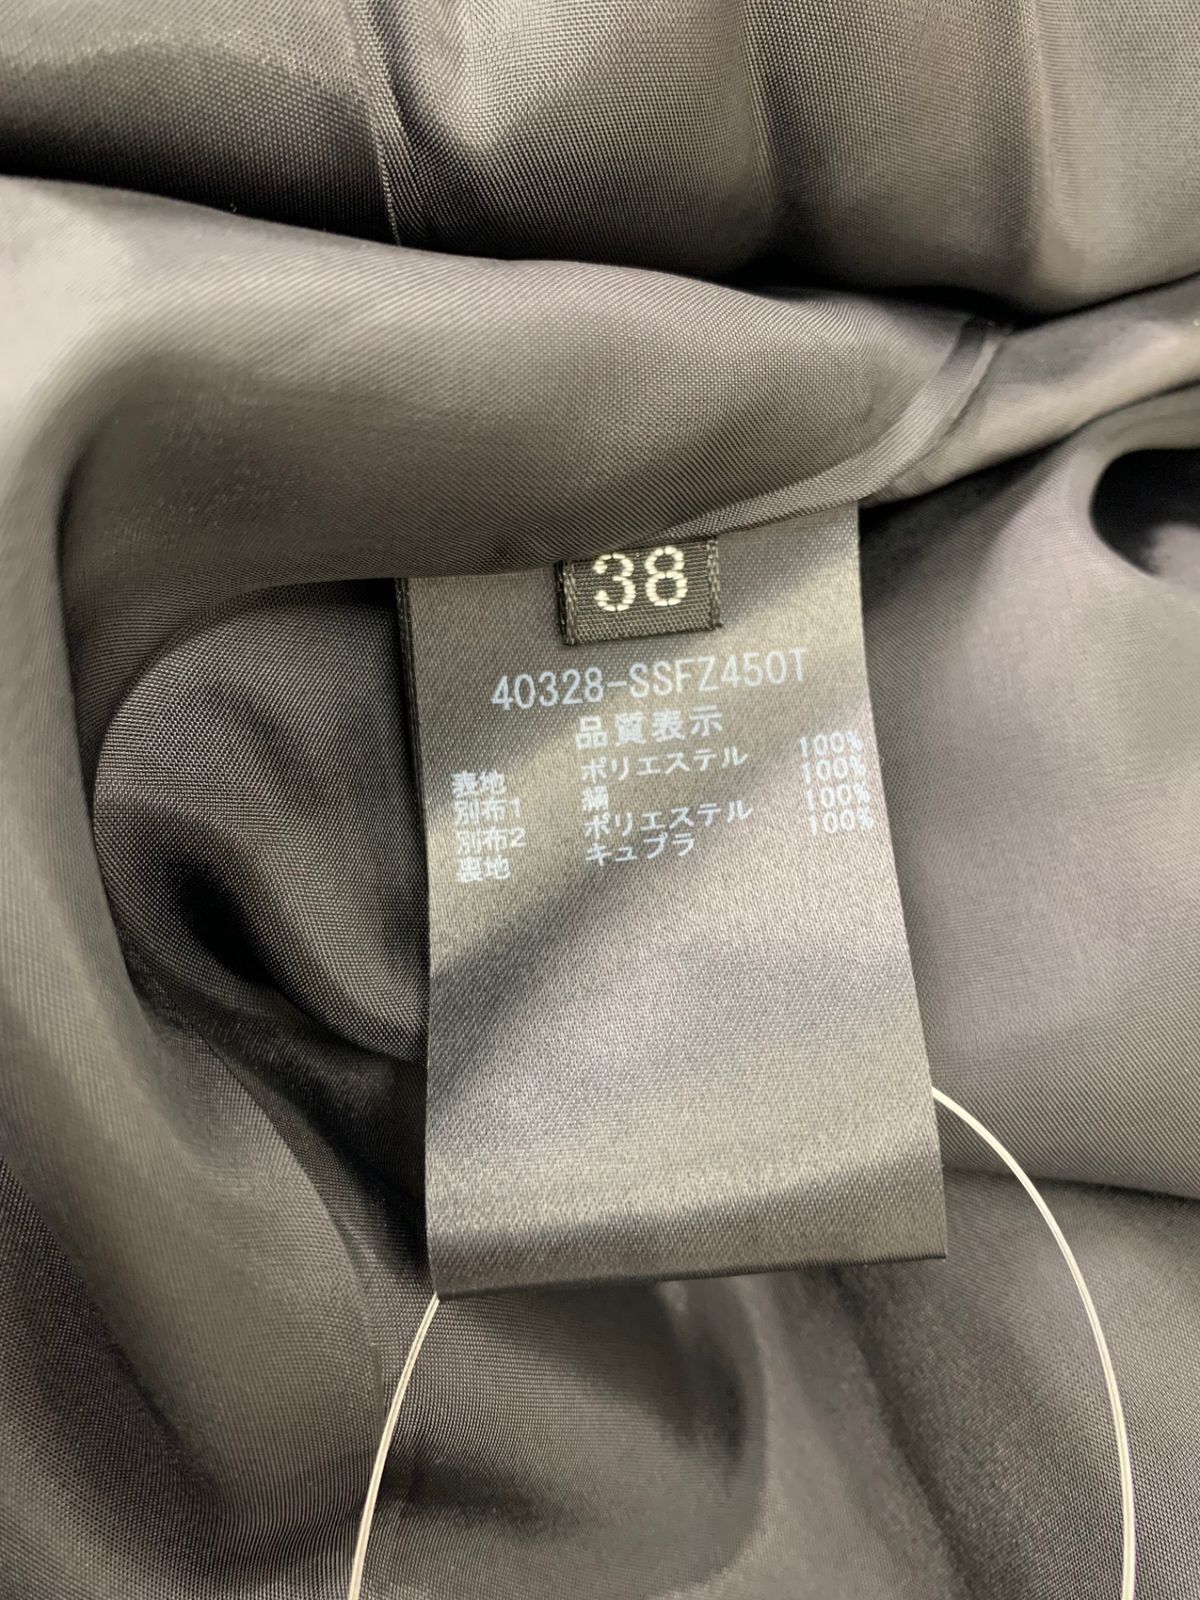 38
40328-SSFZ450T
品質表示
表地 ポリエステル 100%
別布1 絹 100%
別布2 ポリエステル 100%
裏地 キュプラ 100%